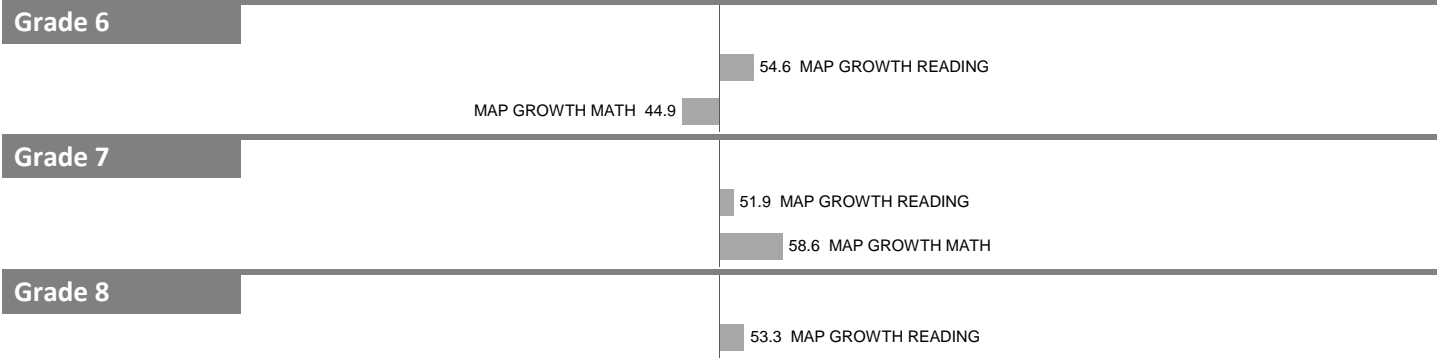 Grade 6
54.6 MAP GROWTH READING
MAP GROWTH MATH 44.9
Grade 7
51.9 MAP GROWTH READING
58.6 MAP GROWTH MATH
Grade 8
53.3 MAP GROWTH READING